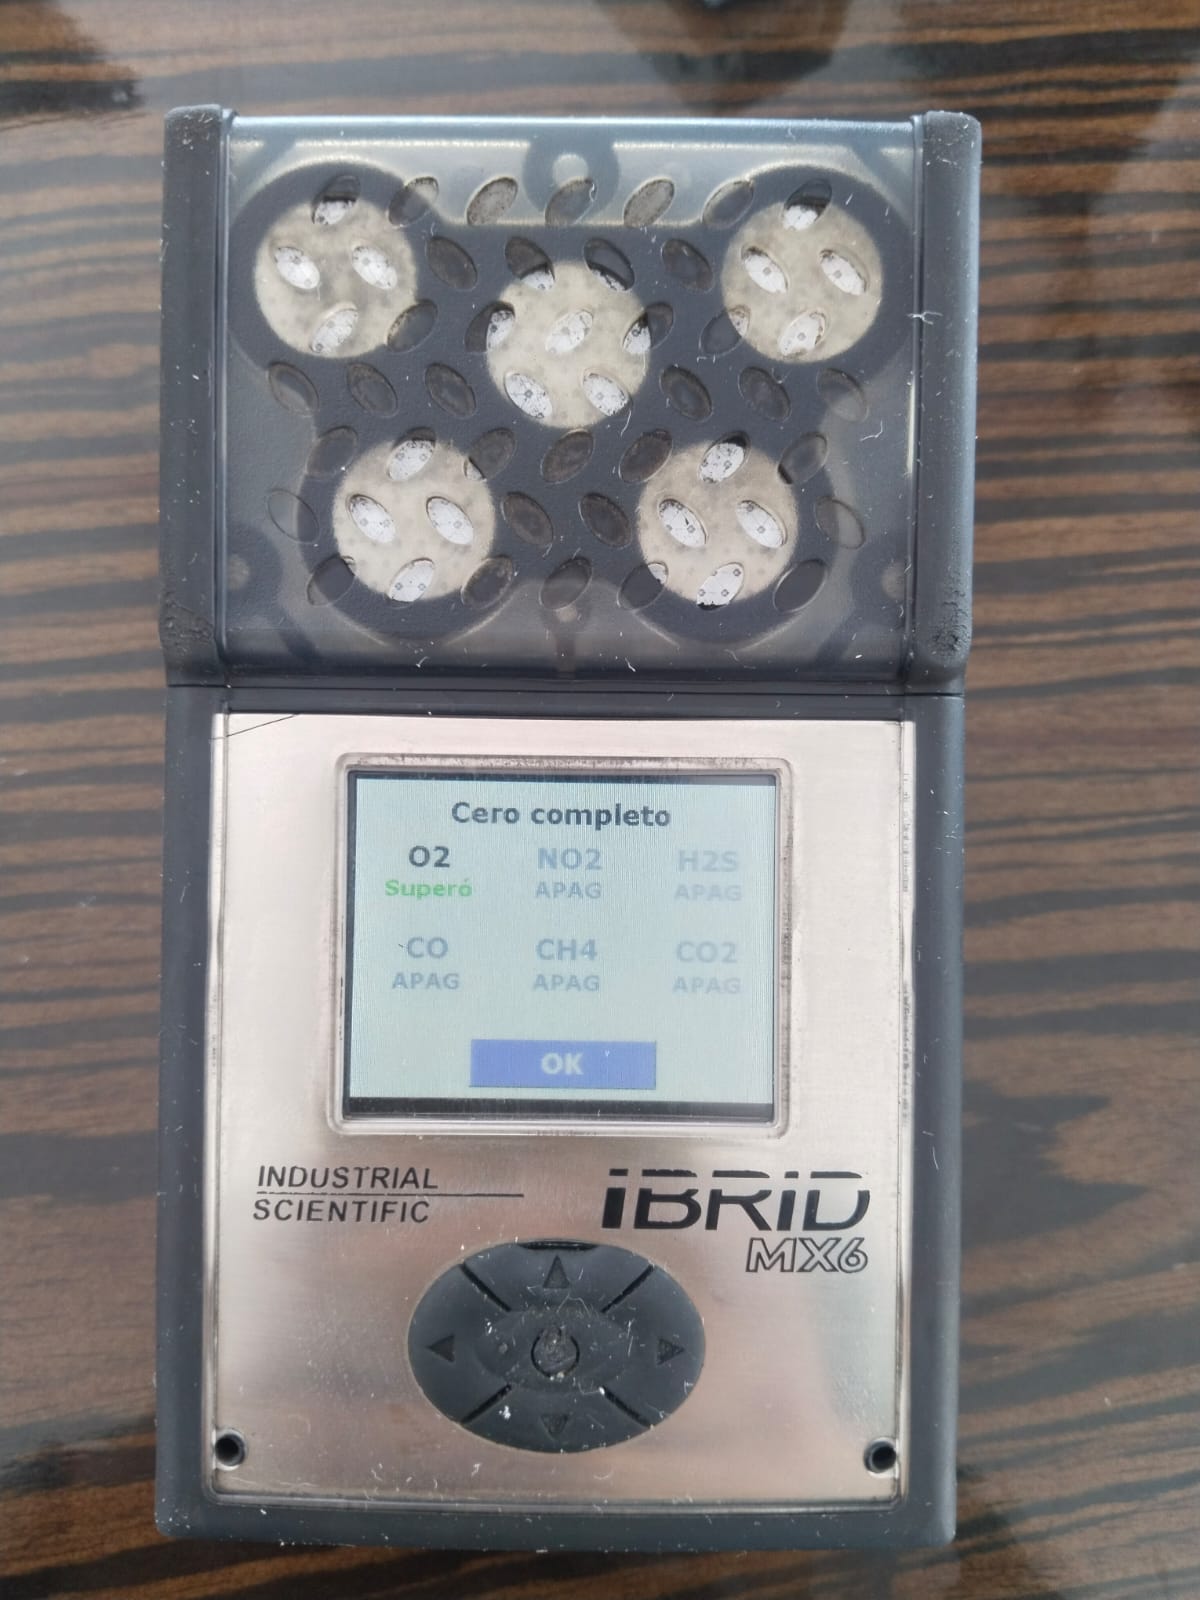 Cero completo
O2 NO2 H2S
Superó APAG APAG
CO CH4 CO2
APAG APAG APAG
OK
INDUSTRIAL
SCIENTIFIC
iBRiD
MX6